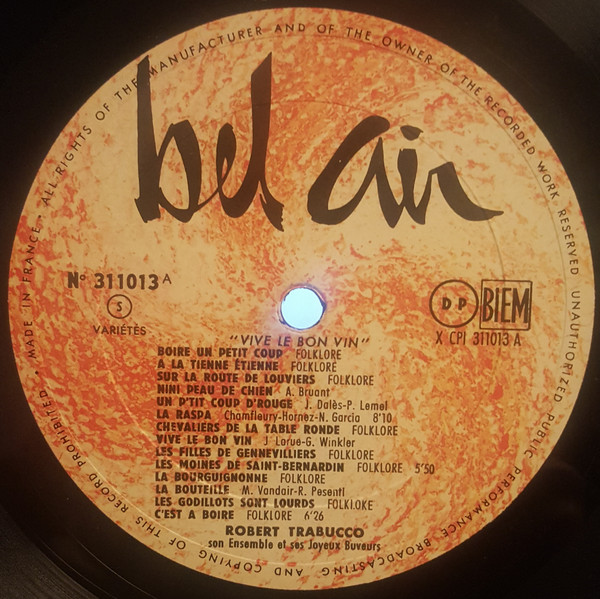 MADE IN FRANCE • ALL RIGHTS OF THE MANUFACTURER AND OF THE OWNER OF THE RECORDED WORK RESERVED UNAUTHORIZED PUBLIC PERFORMANCE BROADCASTING AND COPYING OF THIS RECORD PROHIBITED •
bel air
N° 311013 A
S
VARIÉTÉS
DP BIEM
X CPI 311013 A
"VIVE LE BON VIN"
BOIRE UN PETIT COUP FOLKLORE
A LA TIENNE ÉTIENNE FOLKLORE
SUR LA ROUTE DE LOUVIERS FOLKLORE
NINI PEAU DE CHIEN A. Bruant
UN P'TIT COUP D'ROUGE J. Dalès-P. Lemel
LA RASPA Chamfleury-Hornez-N. Garcia 8'10
CHEVALIERS DE LA TABLE RONDE FOLKLORE
VIVE LE BON VIN J Lorue-G. Winkler
LES FILLES DE GENNEVILLIERS FOLKLORE
LES MOINES DE SAINT-BERNARDIN FOLKLORE 5'50
LA BOURGUIGNONNE FOLKLORE
LA BOUTEILLE M. Vandair-R. Pesenti
LES GODILLOTS SONT LOURDS FOLKLOKE
C'EST A BOIRE FOLKLORE 6'26
ROBERT TRABUCCO
son Ensemble et ses Joyeux Buveurs